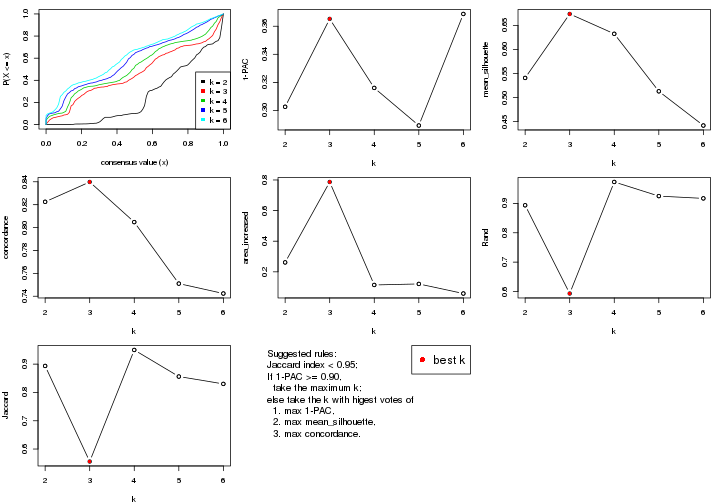 P(X <= x)
0.0 0.2 0.4 0.6 0.8 1.0
k = 2
k = 3
k = 4
k = 5
k = 6
0.0 0.2 0.4 0.6 0.8 1.0
consensus value (x)
1-PAC
0.30 0.32 0.34 0.36
2 3 4 5 6
k
mean_silhouette
0.45 0.50 0.55 0.60 0.65
2 3 4 5 6
k
concordance
0.74 0.76 0.78 0.80 0.82 0.84
2 3 4 5 6
k
area_increased
0.2 0.4 0.6 0.8
2 3 4 5 6
k
Rand
0.6 0.7 0.8 0.9
2 3 4 5 6
k
Jaccard
0.6 0.7 0.8 0.9
2 3 4 5 6
k
Suggested rules:
Jaccard index < 0.95;
If 1-PAC >= 0.90,
take the maximum k;
else take the k with higest votes of
1. max 1-PAC,
2. max mean_silhouette,
3. max concordance.
best k